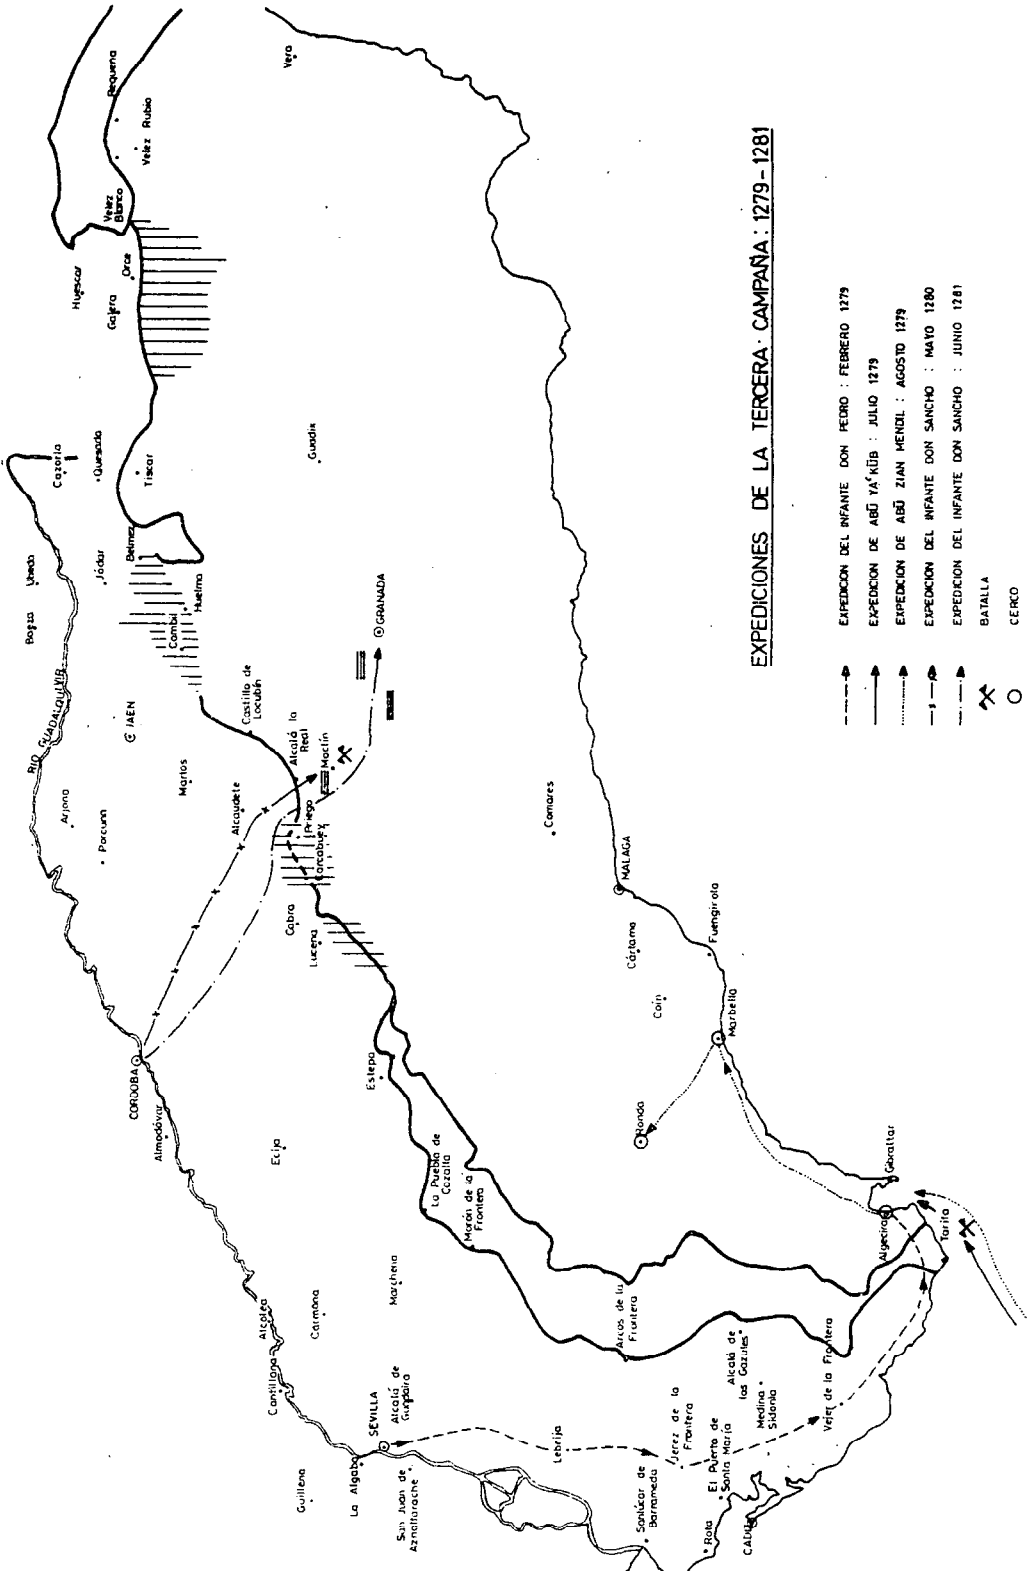 EXPEDICIONES DE LA TERCERA CAMPAÑA : 1279-1281
EXPEDICION DEL INFANTE DON PEDRO : FEBRERO 1279
EXPEDICION DE ABŪ YAʿKŪB : JULIO 1279
EXPEDICION DE ABŪ ZIAN MENDIL : AGOSTO 1279
EXPEDICION DEL INFANTE DON SANCHO : MAYO 1280
EXPEDICION DEL INFANTE DON SANCHO : JUNIO 1281
BATALLA
CERCO
RIO GUADALQUIVIR
Baeza
Ubeda
Cazorla
Quesada
Jódar
Huescar
Galera
Orce
Velez
Blanco
Requena
Velez Rubio
Vera
Tiscar
Belmez
Huelma
Cambil
Guadix
JAEN
Arjona
Porcuna
Martos
Alcaudete
Castillo de
Locubín
Alcalá la
Real
Moclín
Priego
Carcabuey
GRANADA
Cabra
Lucena
CORDOBA
Almodóvar
Ecija
Estepa
La Puebla de
Cazalla
Morón de la
Frontera
Marchena
Carmona
Alcolea
Cantillana
Guillena
La Algaba
SEVILLA
Alcalá de
Guadaira
San Juan de
Aznalfarache
Lebrija
Sanlúcar de
Barrameda
Jerez de la
Frontera
El Puerto de
Santa María
Rota
CADIZ
Medina
Sidonia
Alcalá de
los Gazules
Arcos de la
Frontera
Vejer de la Frontera
Tarifa
Algeciras
Gibraltar
Ronda
Marbella
Coín
Cártama
Fuengirola
MALAGA
Comares